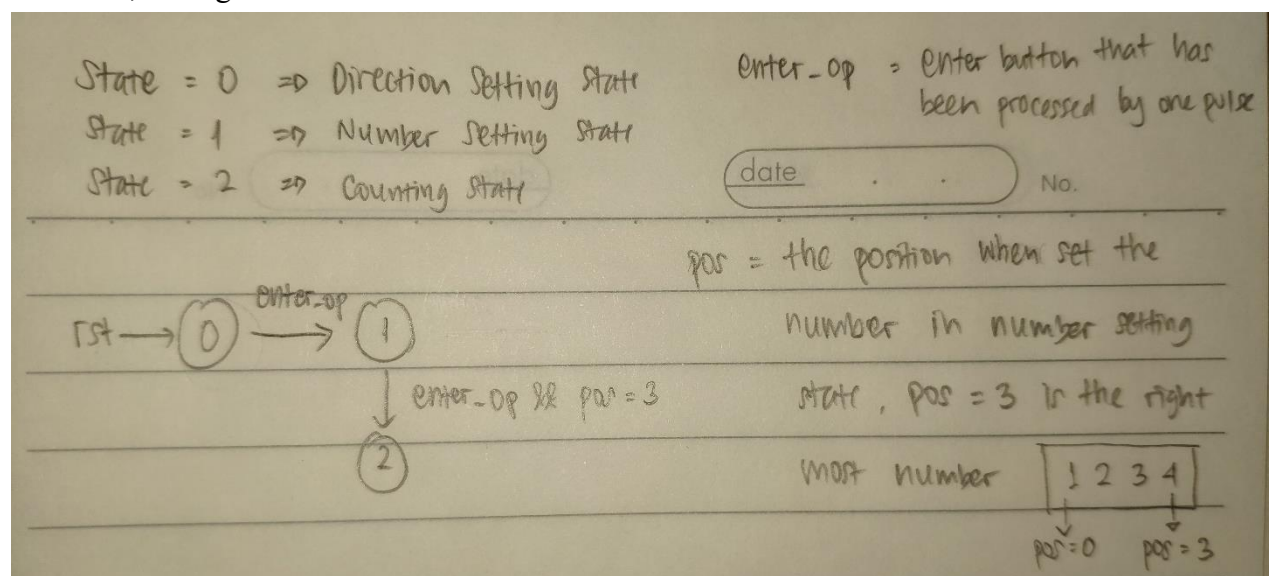 State = 0 => Direction Setting State
State = 1 => Number Setting State
State = 2 => Counting State
enter_op = enter button that has
been processed by one pulse
date . . No.
pos = the position when set the
number in number setting
state, pos = 3 is the right
most number 1 2 3 4
pos=0 pos=3
rst → 0 enter_op → 1
enter_op && pos = 3
2